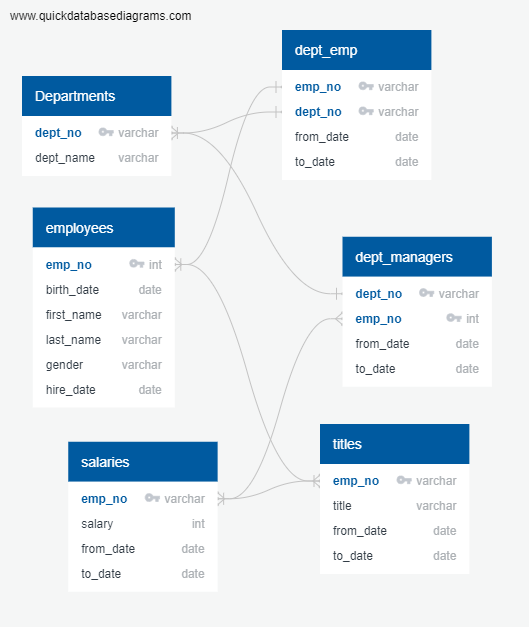 www.quickdatabasediagrams.com
dept_emp
emp_no varchar
dept_no varchar
from_date date
to_date date
Departments
dept_no varchar
dept_name varchar
employees
emp_no int
birth_date date
first_name varchar
last_name varchar
gender varchar
hire_date date
dept_managers
dept_no varchar
emp_no int
from_date date
to_date date
titles
emp_no varchar
title varchar
from_date date
to_date date
salaries
emp_no varchar
salary int
from_date date
to_date date